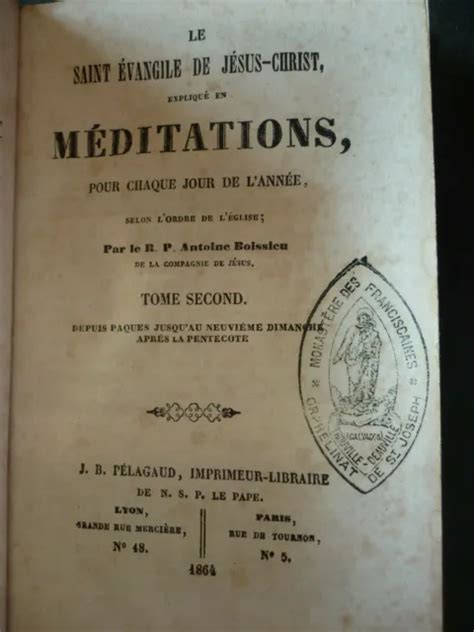 LE
SAINT ÉVANGILE DE JÉSUS-CHRIST,
EXPLIQUÉ EN
MÉDITATIONS,
POUR CHAQUE JOUR DE L'ANNÉE,
SELON L'ORDRE DE L'ÉGLISE;
Par le R. P. Antoine Boissieu
DE LA COMPAGNIE DE JÉSUS.
TOME SECOND.
DEPUIS PAQUES JUSQU'AU NEUVIÉME DIMANCHE
APRÈS LA PENTECOTE
MONASTÈRE DES FRANCISCAINES
ORPHELINAT DE ST JOSEPH
CALVADOS
J. B. PÉLAGAUD, IMPRIMEUR-LIBRAIRE
DE N. S. P. LE PAPE.
LYON,
GRANDE RUE MERCIÈRE,
No 48.
PARIS,
RUE DE TOURNON,
No 5.
1864